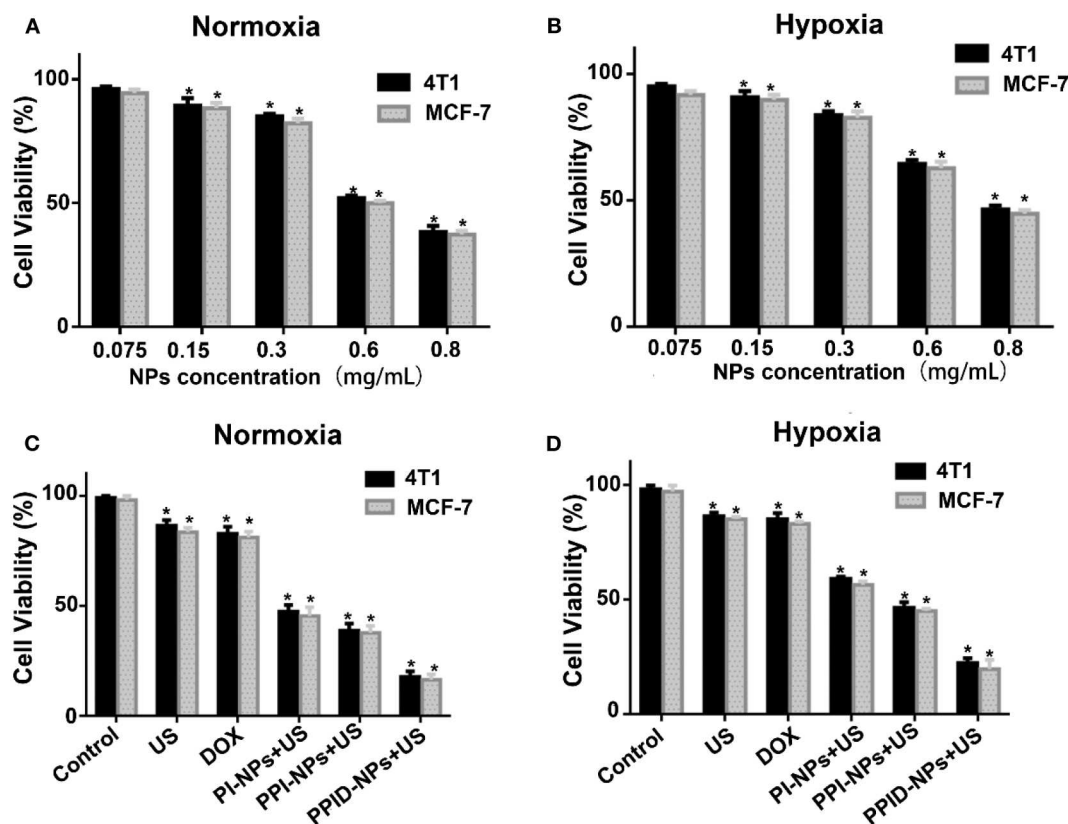 A
Normoxia
Cell Viability (%)
100
50
0
4T1
MCF-7
* * * * * * * *
0.075 0.15 0.3 0.6 0.8
NPs concentration (mg/mL)
B
Hypoxia
Cell Viability (%)
100
50
0
4T1
MCF-7
* * * * * * * *
0.075 0.15 0.3 0.6 0.8
NPs concentration (mg/mL)
C
Normoxia
Cell Viability (%)
100
50
0
4T1
MCF-7
* * * * * * * * * *
Control US DOX PI-NPs+US PPI-NPs+US PPID-NPs+US
D
Hypoxia
Cell Viability (%)
100
50
0
4T1
MCF-7
* * * * * * * * * *
Control US DOX PI-NPs+US PPI-NPs+US PPID-NPs+US